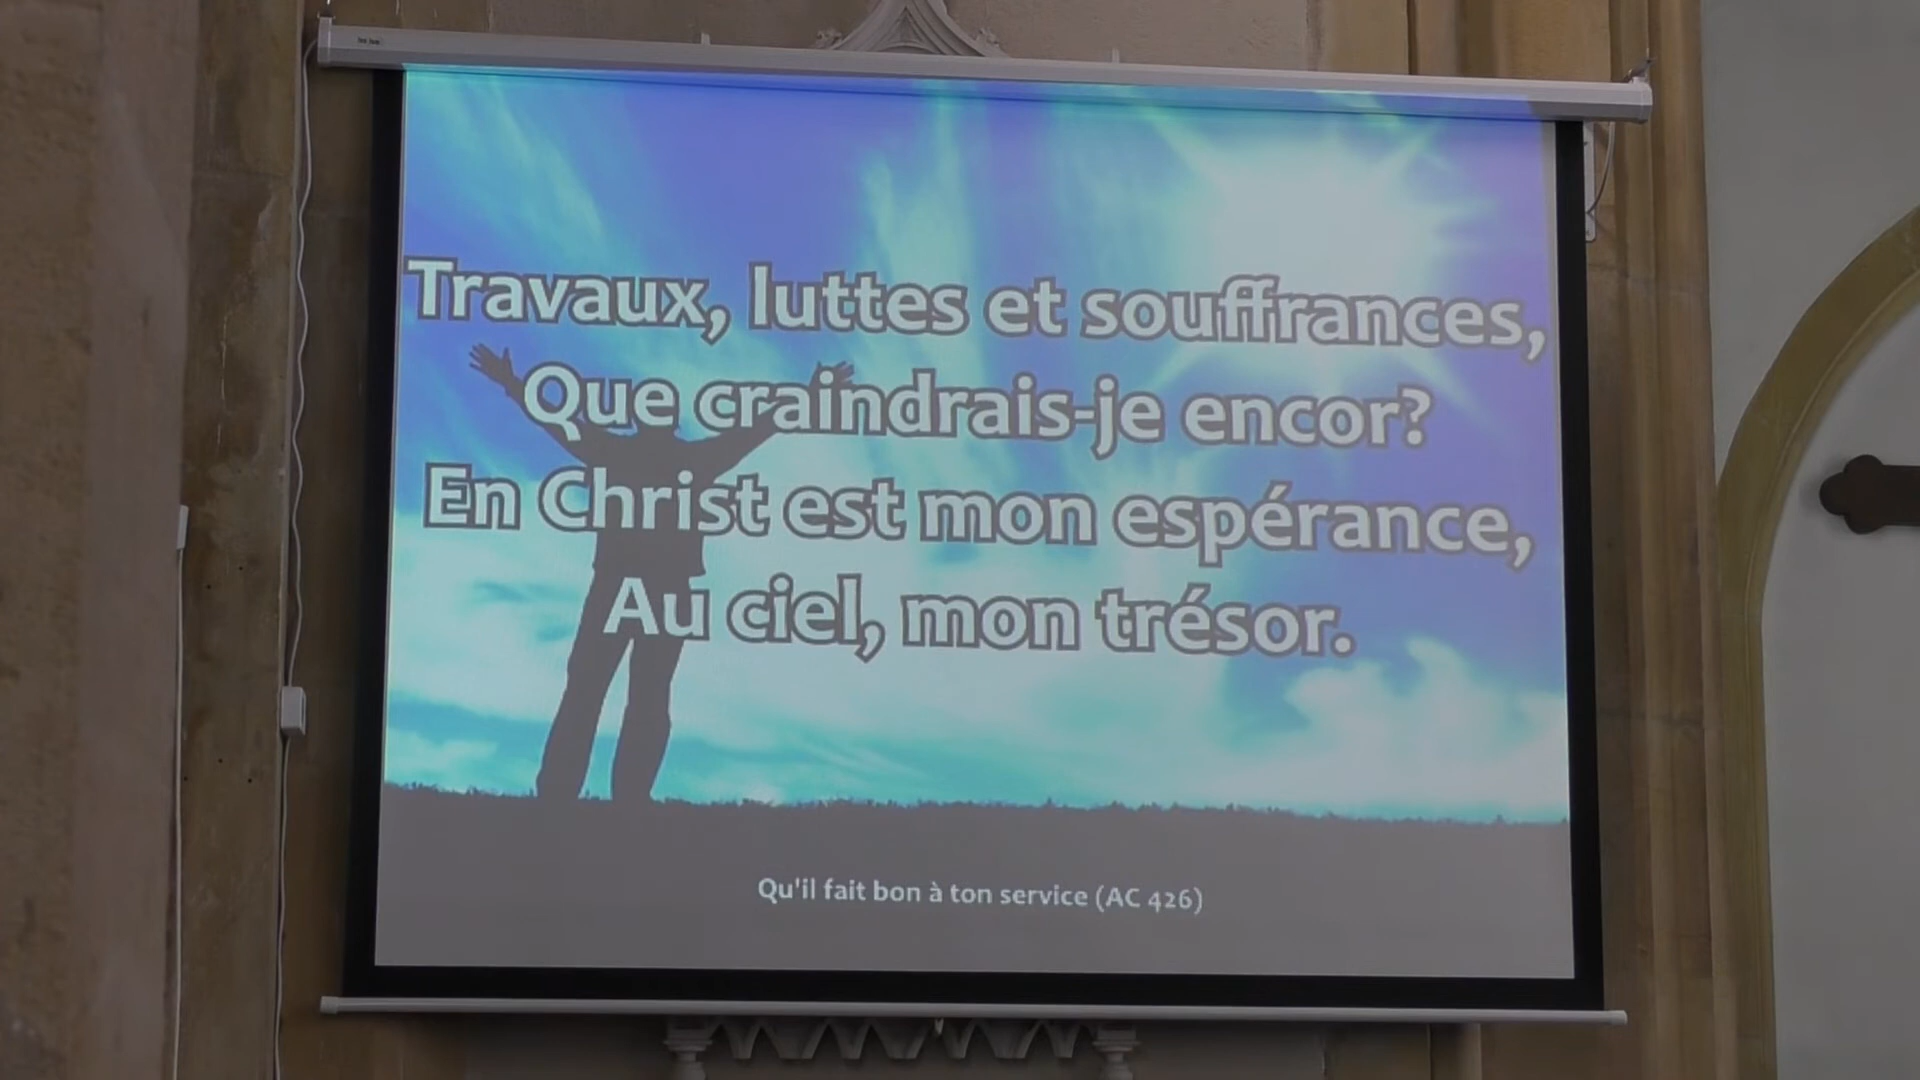 Travaux, luttes et souffrances,
Que craindrais-je encor?
En Christ est mon espérance,
Au ciel, mon trésor.
Qu'il fait bon à ton service (AC 426)